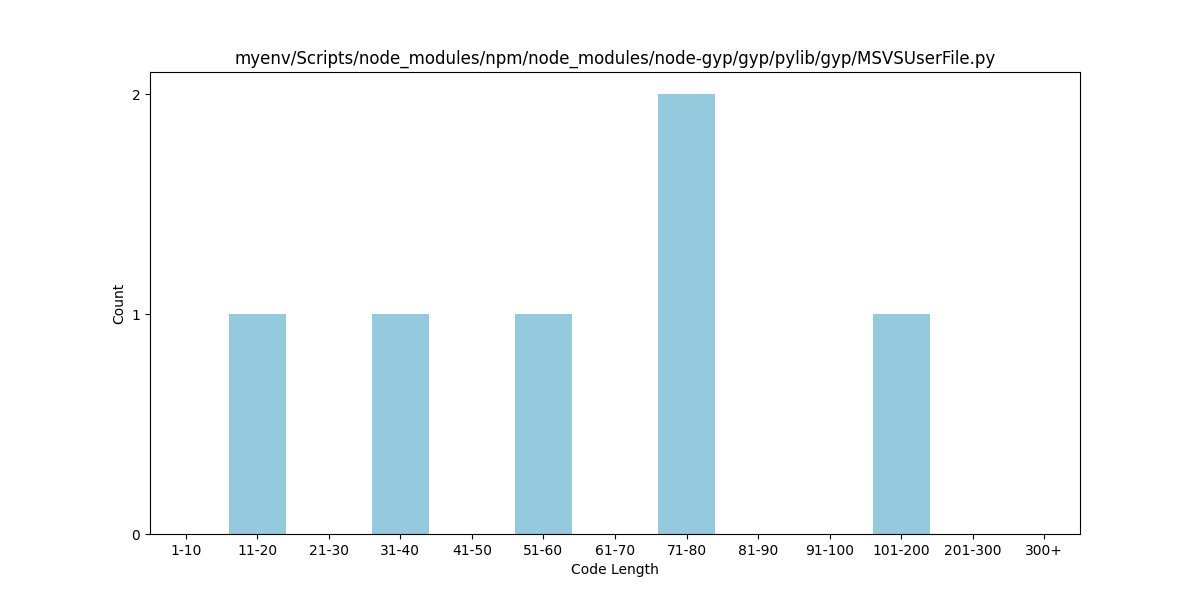 myenv/Scripts/node_modules/npm/node_modules/node-gyp/gyp/pylib/gyp/MSVSUserFile.py
2
1
0
Count
1-10 11-20 21-30 31-40 41-50 51-60 61-70 71-80 81-90 91-100 101-200 201-300 300+
Code Length